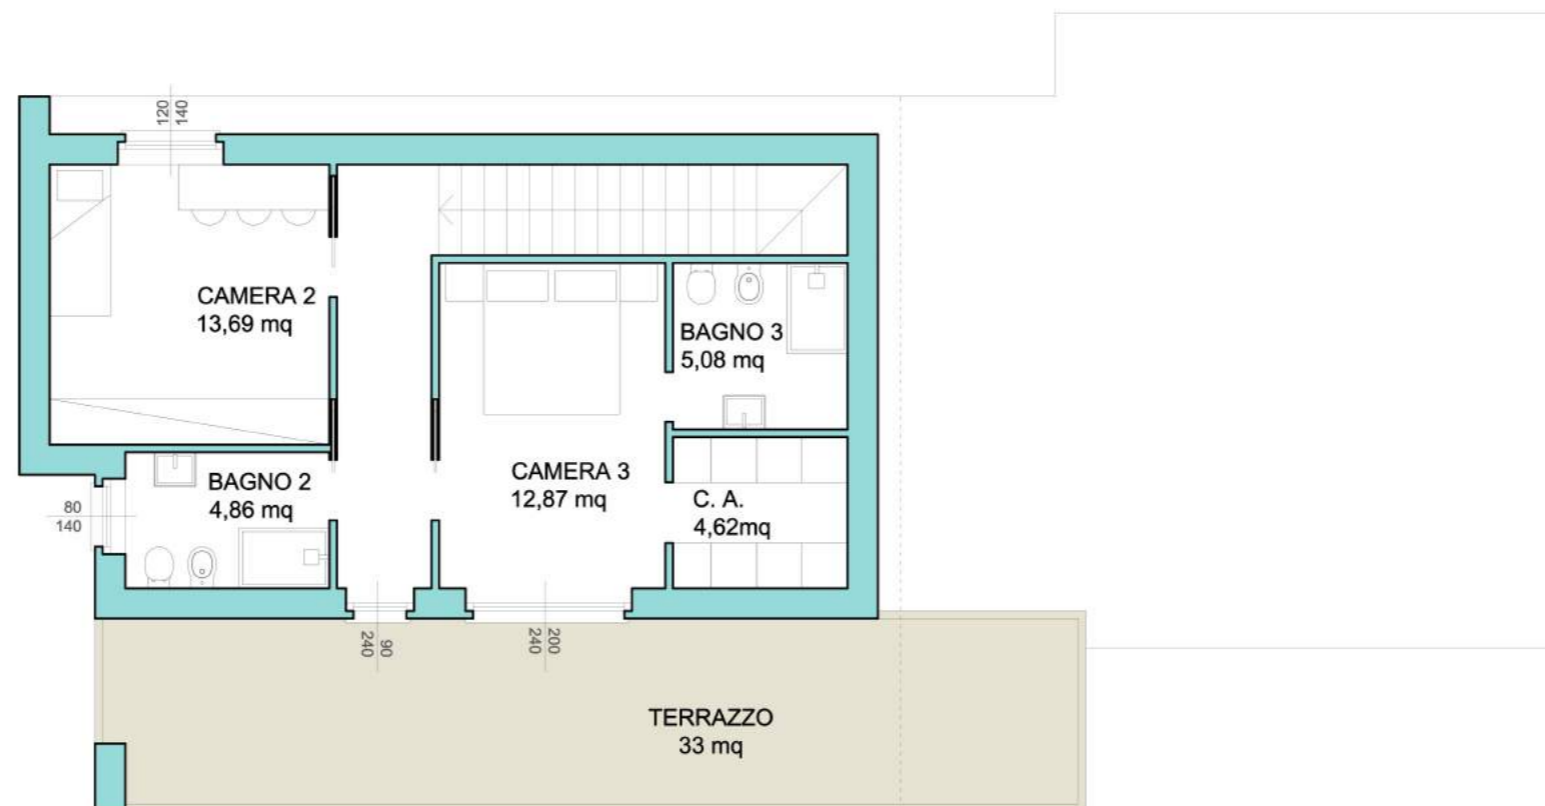 120
140
CAMERA 2
13,69 mq
BAGNO 3
5,08 mq
BAGNO 2
4,86 mq
CAMERA 3
12,87 mq
C. A.
4,62mq
80
140
90
240
200
240
TERRAZZO
33 mq